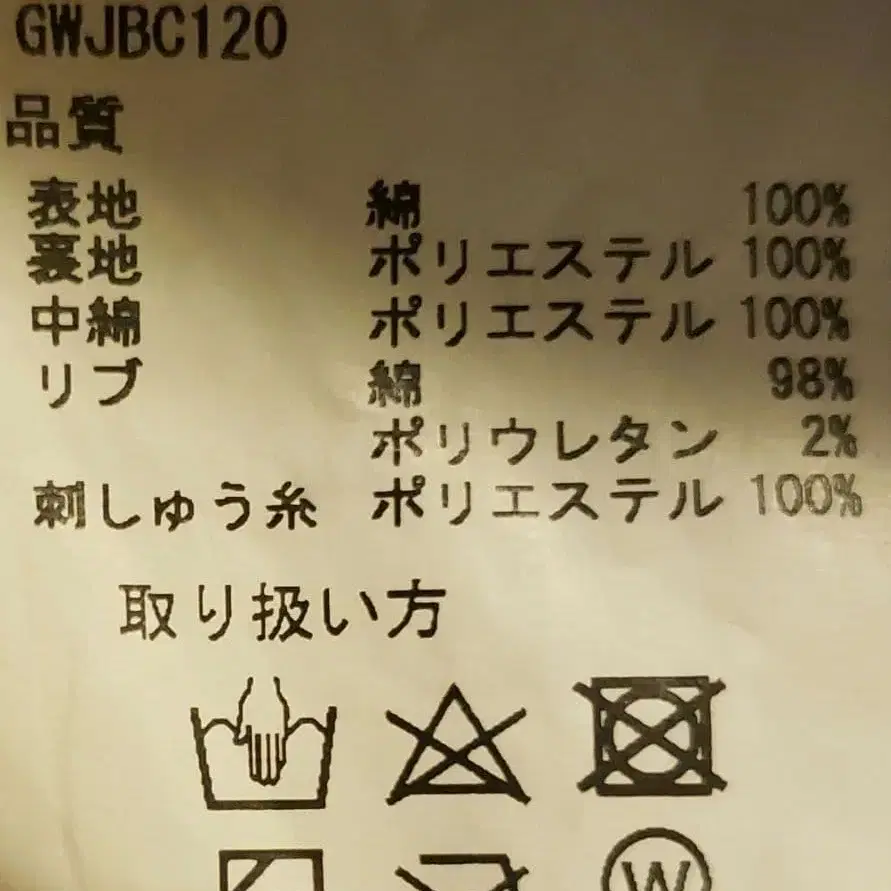 GWJBC120
品質
表地 綿 100%
裏地 ポリエステル 100%
中綿 ポリエステル 100%
リブ 綿 98%
ポリウレタン 2%
刺しゅう糸 ポリエステル 100%
取り扱い方
W